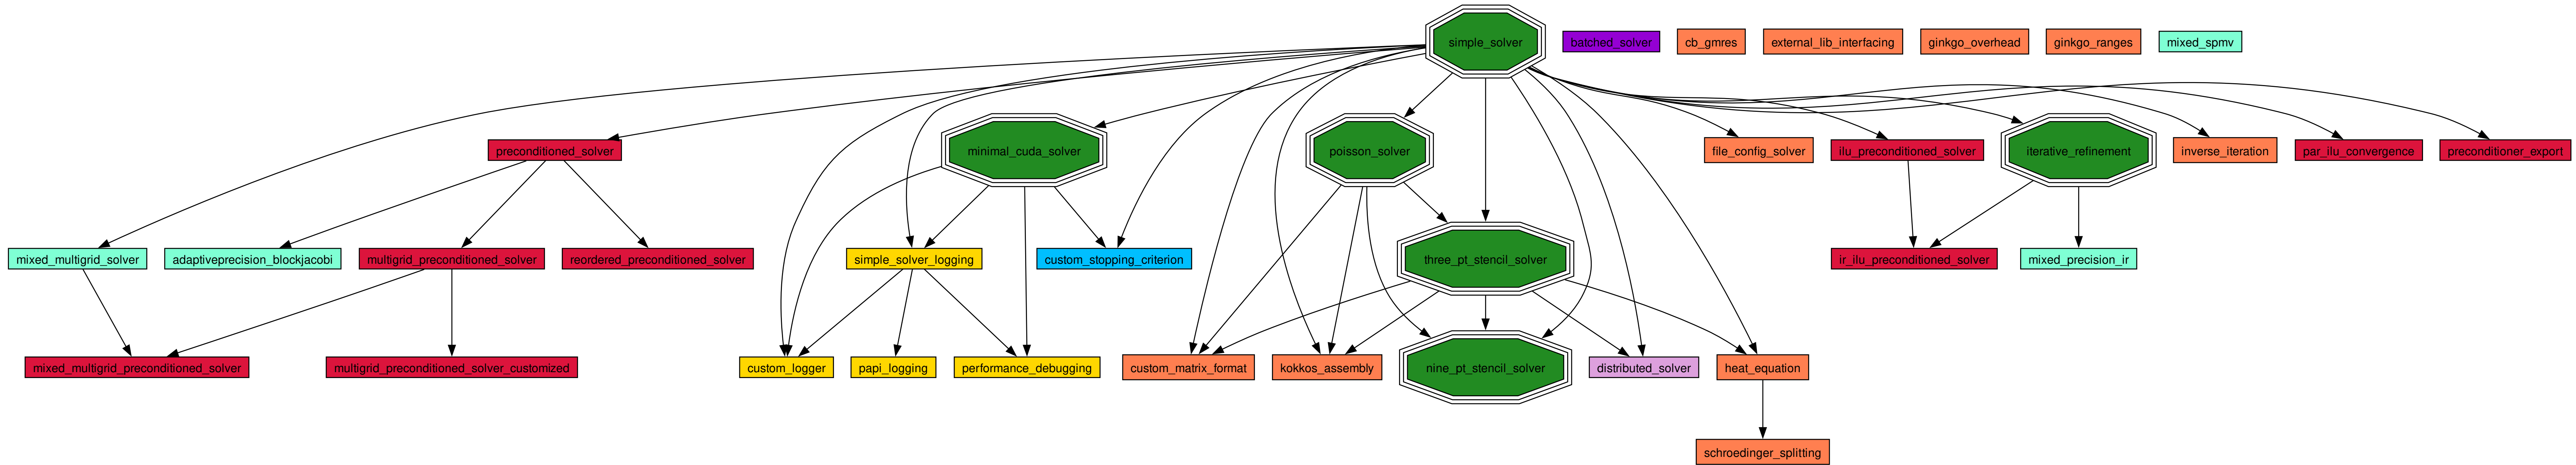 simple_solver
batched_solver
cb_gmres
external_lib_interfacing
ginkgo_overhead
ginkgo_ranges
mixed_spmv
preconditioned_solver
minimal_cuda_solver
poisson_solver
file_config_solver
ilu_preconditioned_solver
iterative_refinement
inverse_iteration
par_ilu_convergence
preconditioner_export
mixed_multigrid_solver
adaptiveprecision_blockjacobi
multigrid_preconditioned_solver
reordered_preconditioned_solver
simple_solver_logging
custom_stopping_criterion
three_pt_stencil_solver
ir_ilu_preconditioned_solver
mixed_precision_ir
mixed_multigrid_preconditioned_solver
multigrid_preconditioned_solver_customized
custom_logger
papi_logging
performance_debugging
custom_matrix_format
kokkos_assembly
nine_pt_stencil_solver
distributed_solver
heat_equation
schroedinger_splitting